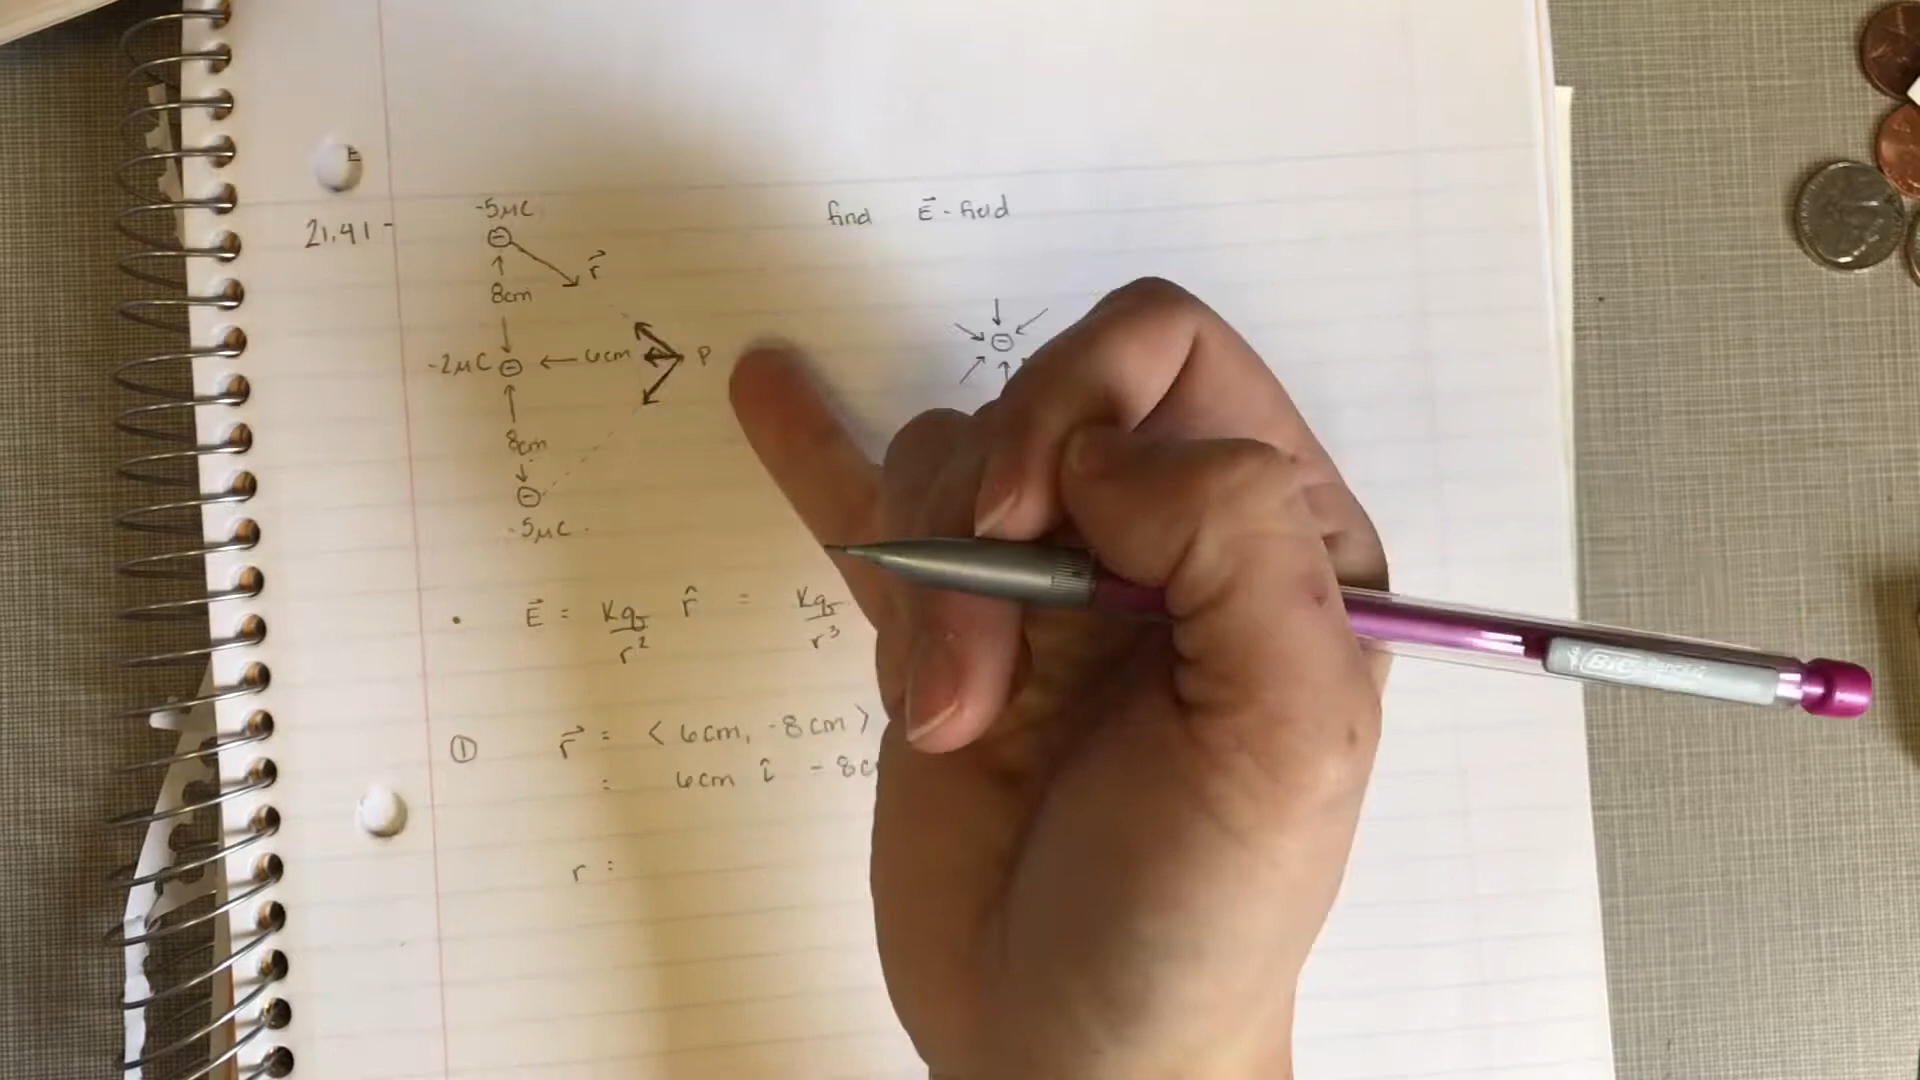 21.41 -
find E⃗ - field
-5μC
⊖
r⃗
8cm
-2μC ⊖ ← 6cm P
⊖
8cm
⊖
-5μC
• E⃗ = Kq/r² r̂ = Kq/r³
① r⃗ = ⟨ 6cm, -8cm ⟩
= 6cm î - 8c
r =
BiC